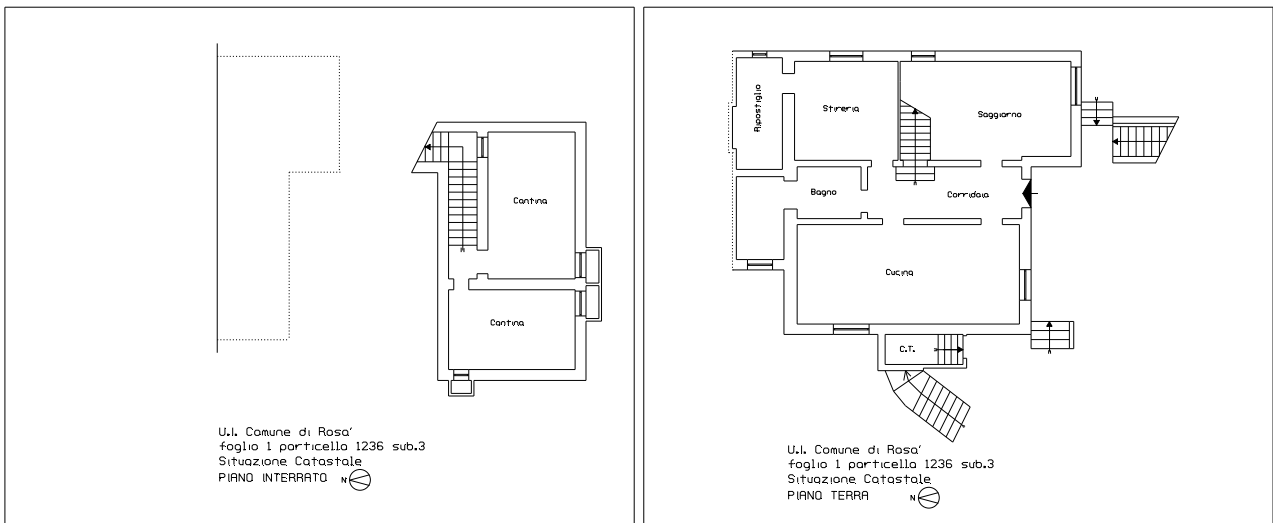 Cantina
Cantina
U.I. Comune di Rosa'
foglio 1 particella 1236 sub.3
Situazione Catastale
PIANO INTERRATO N
Ripostiglio
Stireria
Soggiorno
Bagno
Corridoio
Cucina
C.T.
U.I. Comune di Rosa'
foglio 1 particella 1236 sub.3
Situazione Catastale
PIANO TERRA N